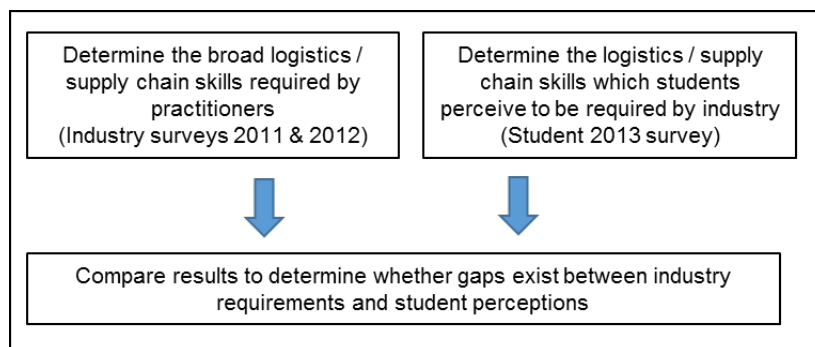 Determine the broad logistics /
supply chain skills required by
practitioners
(Industry surveys 2011 & 2012)
Determine the logistics / supply
chain skills which students
perceive to be required by industry
(Student 2013 survey)
Compare results to determine whether gaps exist between industry
requirements and student perceptions